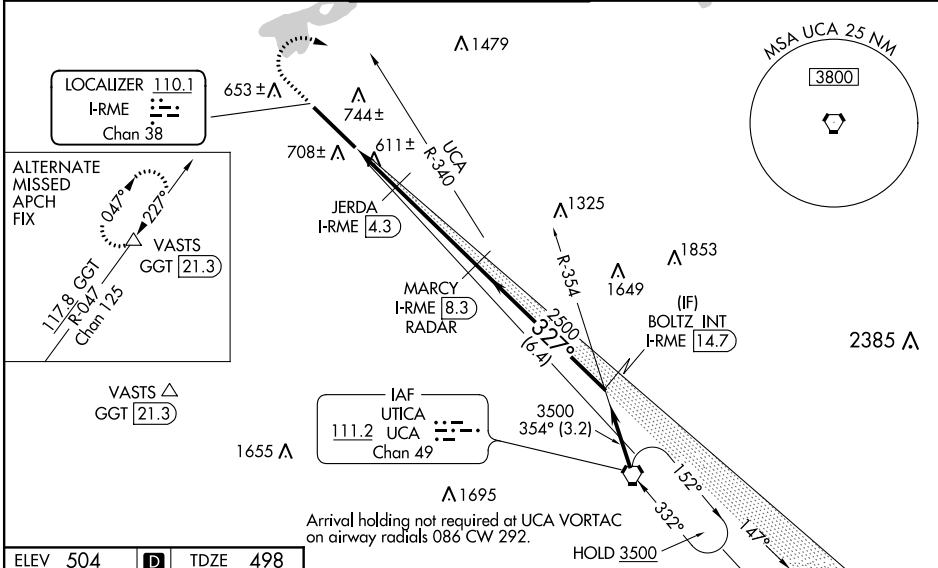 1479
MSA UCA 25 NM
3800
LOCALIZER 110.1
I-RME
Chan 38
653 ±
744 ±
708 ±
611 ±
UCA
R-340
ALTERNATE
MISSED
APCH
FIX
047°
227°
VASTS
GGT 21.3
117.8 GGT
R-047
Chan 125
JERDA
I-RME 4.3
1325
R-354
1853
1649
MARCY
I-RME 8.3
RADAR
(IF)
BOLTZ INT
I-RME 14.7
2500
327°
(6.4)
2385
VASTS
GGT 21.3
IAF
UTICA
111.2 UCA
Chan 49
3500
354° (3.2)
1655
1695
152°
332°
147°
Arrival holding not required at UCA VORTAC
on airway radials 086 CW 292.
HOLD 3500
ELEV 504 D TDZE 498